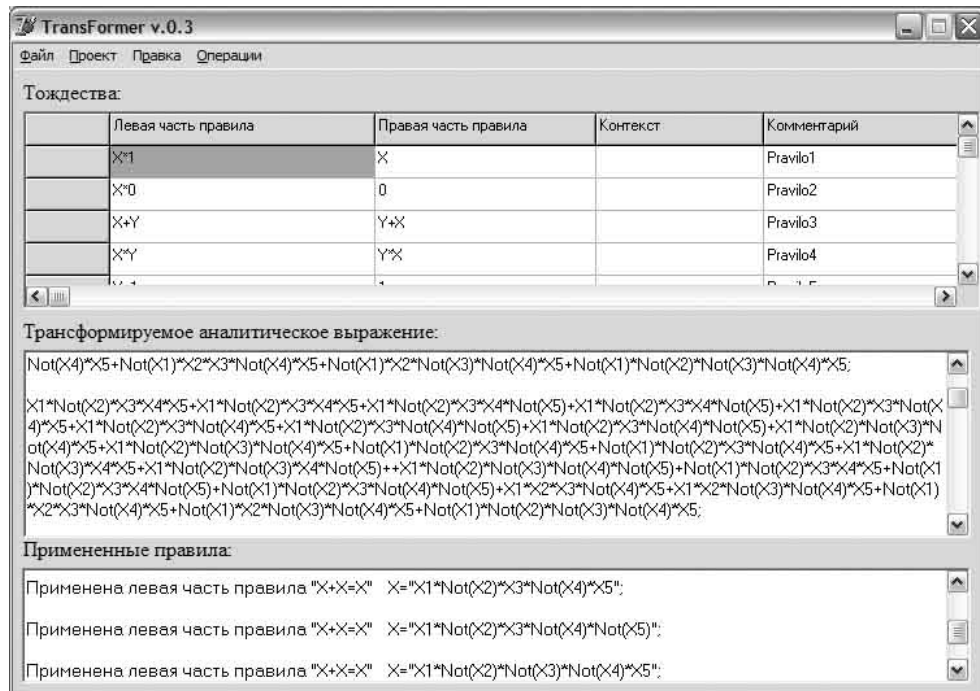 TransFormer v.0.3
Файл Проект Правка Операции
Тождества:
Левая часть правила Правая часть правила Контекст Комментарий
X*1 X Pravilo1
X*0 0 Pravilo2
X+Y Y+X Pravilo3
X*Y Y*X Pravilo4
Трансформируемое аналитическое выражение:
Not(X4)*X5+Not(X1)*X2*X3*Not(X4)*X5+Not(X1)*X2*Not(X3)*Not(X4)*X5+Not(X1)*Not(X2)*Not(X3)*Not(X4)*X5;
X1*Not(X2)*X3*X4*X5+X1*Not(X2)*X3*X4*X5+X1*Not(X2)*X3*X4*Not(X5)+X1*Not(X2)*X3*X4*Not(X5)+X1*Not(X2)*X3*Not(X
4)*X5+X1*Not(X2)*X3*Not(X4)*X5+X1*Not(X2)*X3*Not(X4)*Not(X5)+X1*Not(X2)*X3*Not(X4)*Not(X5)+X1*Not(X2)*Not(X3)*N
ot(X4)*X5+X1*Not(X2)*Not(X3)*Not(X4)*X5+Not(X1)*Not(X2)*X3*Not(X4)*X5+Not(X1)*Not(X2)*X3*Not(X4)*X5+X1*Not(X2)*
Not(X3)*X4*X5+X1*Not(X2)*Not(X3)*X4*Not(X5)++X1*Not(X2)*Not(X3)*Not(X4)*Not(X5)+Not(X1)*Not(X2)*X3*X4*X5+Not(X1
)*Not(X2)*X3*X4*Not(X5)+Not(X1)*Not(X2)*X3*Not(X4)*Not(X5)+X1*X2*X3*Not(X4)*X5+X1*X2*Not(X3)*Not(X4)*X5+Not(X1)
*X2*X3*Not(X4)*X5+Not(X1)*X2*Not(X3)*Not(X4)*X5+Not(X1)*Not(X2)*Not(X3)*Not(X4)*X5;
Примененные правила:
Применена левая часть правила "X+X=X" X="X1*Not(X2)*X3*Not(X4)*X5";
Применена левая часть правила "X+X=X" X="X1*Not(X2)*X3*Not(X4)*Not(X5)";
Применена левая часть правила "X+X=X" X="X1*Not(X2)*Not(X3)*Not(X4)*X5";